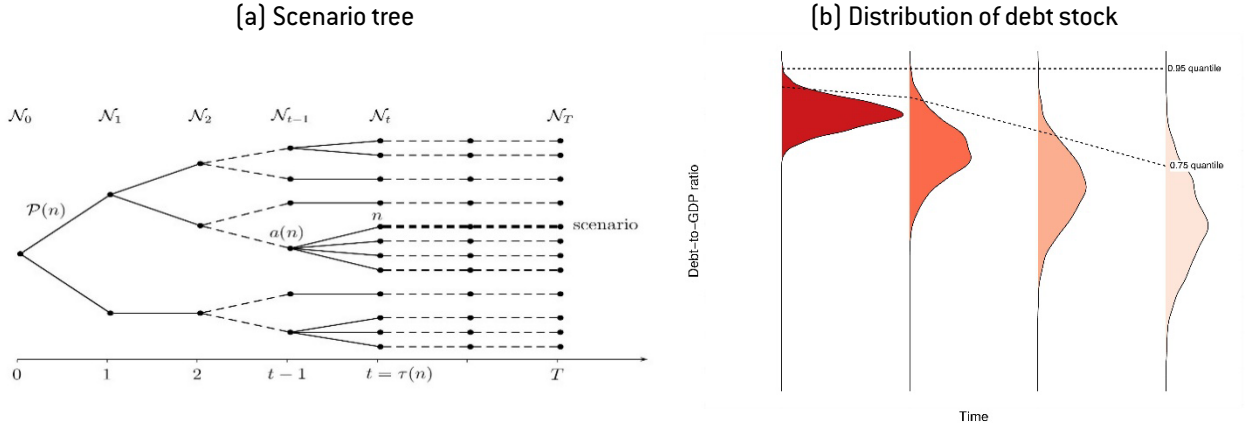 (a) Scenario tree
𝒩₀ 𝒩₁ 𝒩₂ 𝒩ₜ₋₁ 𝒩ₜ 𝒩_T
𝒫(n)
n
a(n)
scenario
0 1 2 t − 1 t = τ(n) T
(b) Distribution of debt stock
0.95 quantile
0.75 quantile
Debt−to−GDP ratio
Time